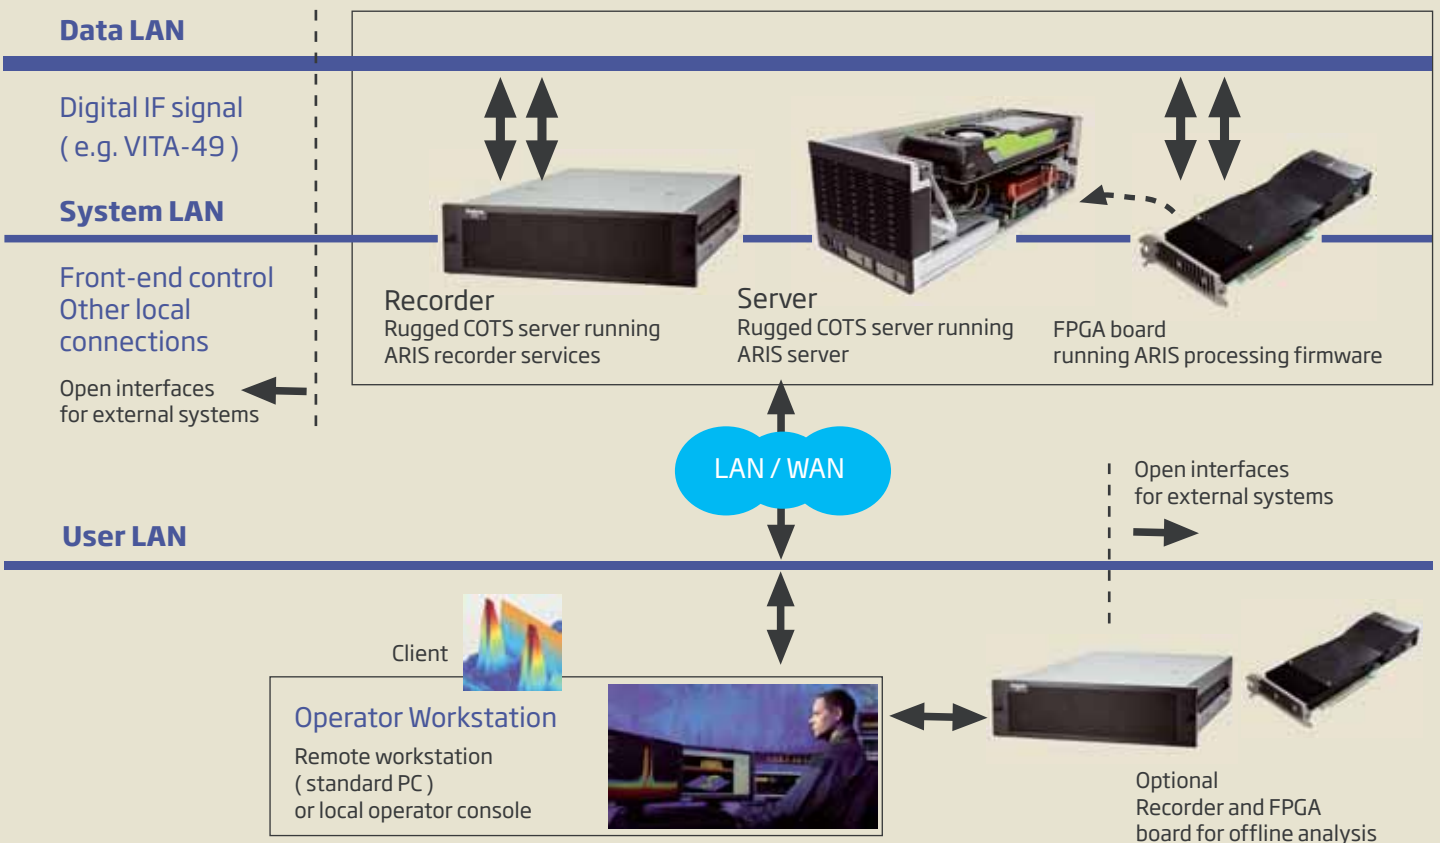 Data LAN
Digital IF signal
( e.g. VITA-49 )
System LAN
Front-end control
Other local
connections
Open interfaces
for external systems
Recorder
Rugged COTS server running
ARIS recorder services
Server
Rugged COTS server running
ARIS server
FPGA board
running ARIS processing firmware
LAN / WAN
Open interfaces
for external systems
User LAN
Client
Operator Workstation
Remote workstation
( standard PC )
or local operator console
Optional
Recorder and FPGA
board for offline analysis